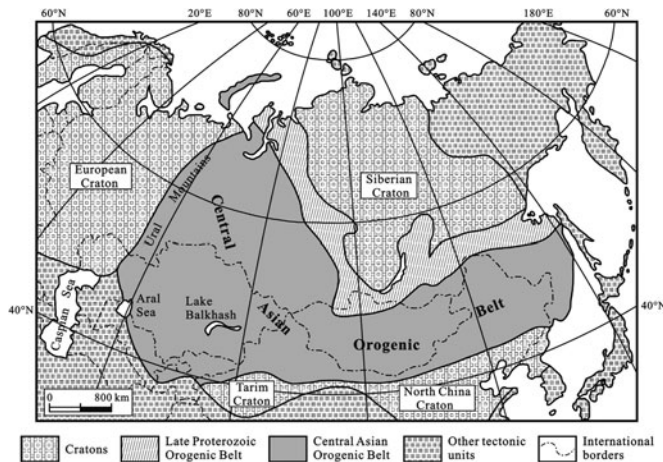 60°N 20°E 80°N 60°E 100°E 140°E 80°N 180°E 60°N
European
Craton
Siberian
Craton
Ural Mountains
Central
Asian
Orogenic
Belt
40°N
Caspian Sea
Aral
Sea
Lake
Balkhash
40°N
0 800 km
Tarim
Craton
North China
Craton
Cratons
Late Proterozoic
Orogenic Belt
Central Asian
Orogenic Belt
Other tectonic
units
International
borders